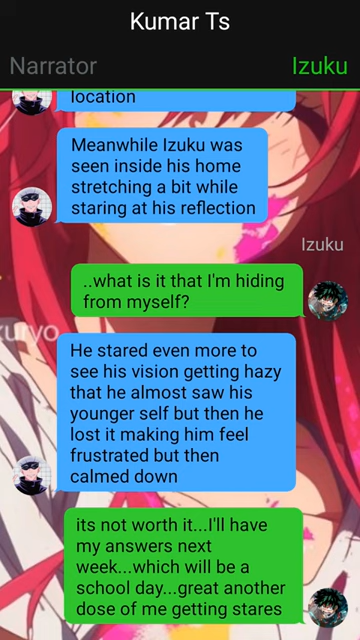 Kumar Ts
Narrator
Izuku
location
Meanwhile Izuku was
seen inside his home
stretching a bit while
staring at his reflection
Izuku
..what is it that I'm hiding
from myself?
kuryo
He stared even more to
see his vision getting hazy
that he almost saw his
younger self but then he
lost it making him feel
frustrated but then
calmed down
its not worth it...I'll have
my answers next
week...which will be a
school day...great another
dose of me getting stares